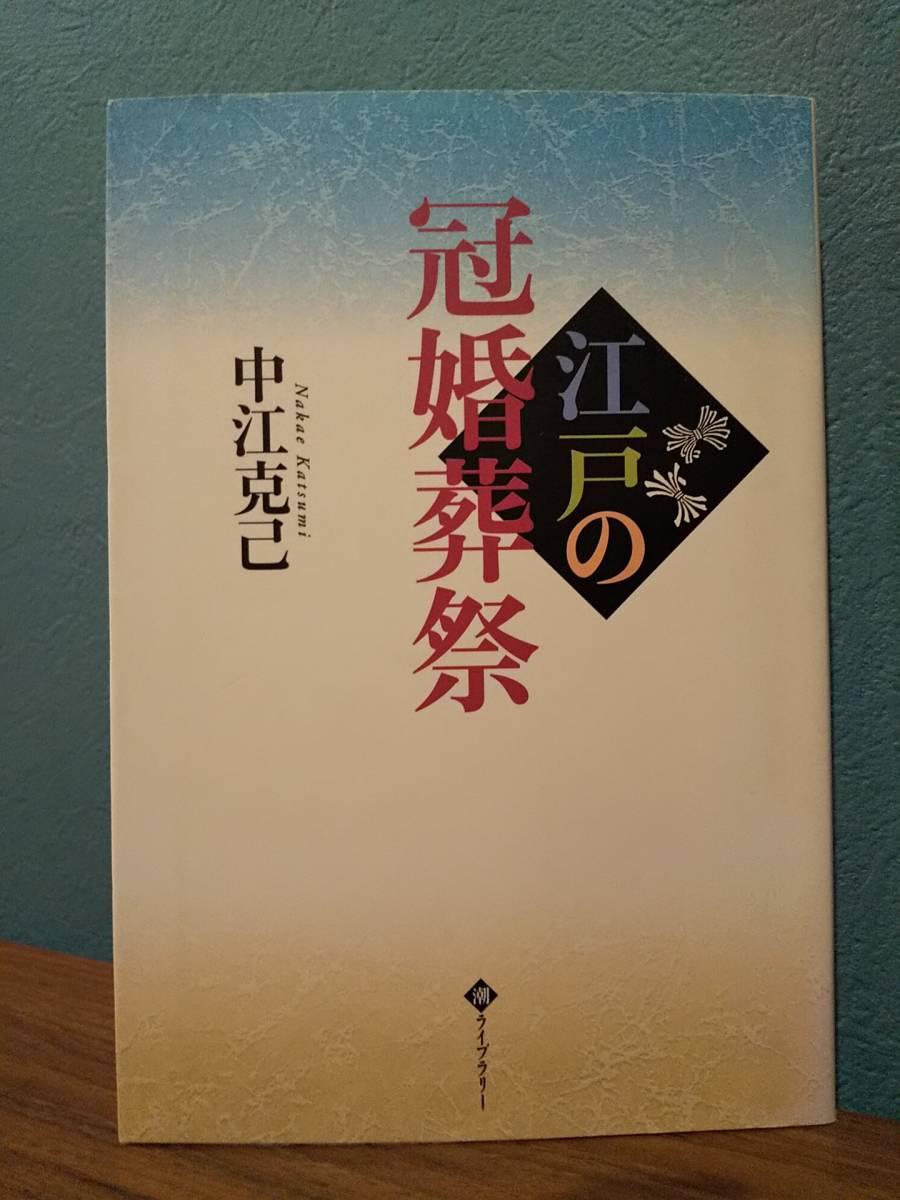 江戸の
冠婚葬祭
中江克己
Nakae Katsumi
潮ライブラリー